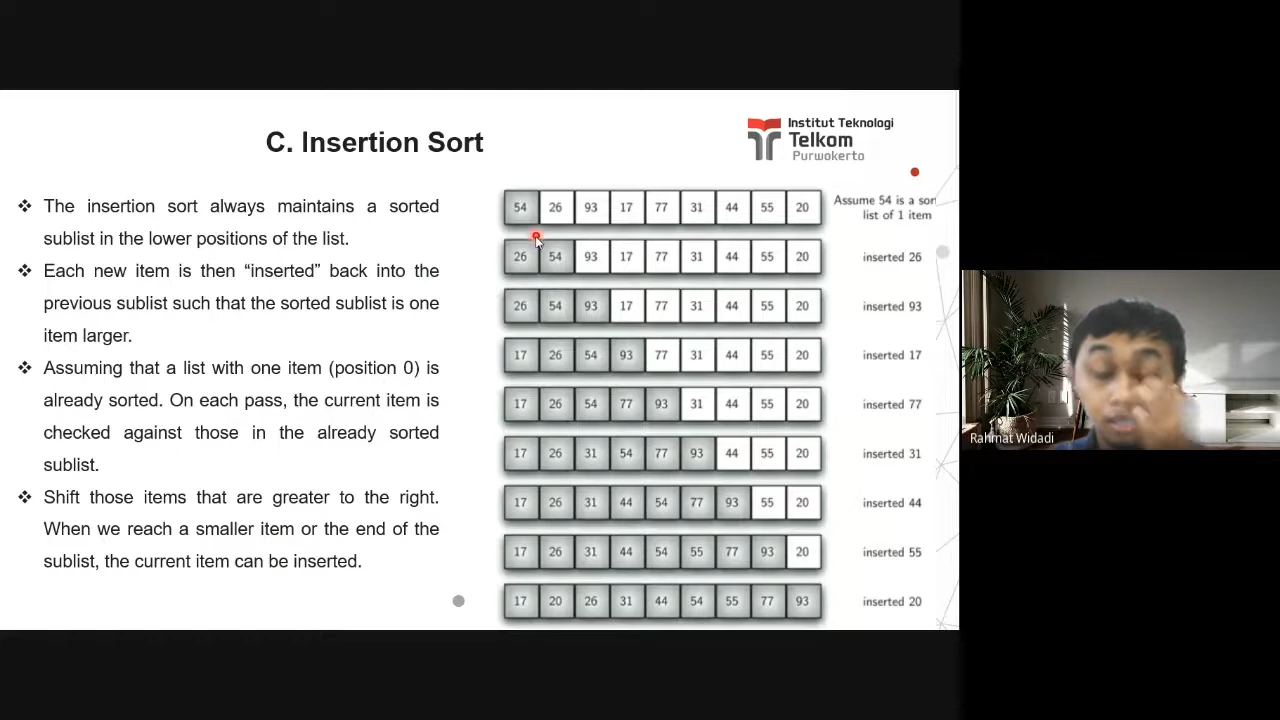 C. Insertion Sort
Institut Teknologi
Telkom
Purwokerto
❖ The insertion sort always maintains a sorted
sublist in the lower positions of the list.
❖ Each new item is then “inserted” back into the
previous sublist such that the sorted sublist is one
item larger.
❖ Assuming that a list with one item (position 0) is
already sorted. On each pass, the current item is
checked against those in the already sorted
sublist.
❖ Shift those items that are greater to the right.
When we reach a smaller item or the end of the
sublist, the current item can be inserted.
54 26 93 17 77 31 44 55 20 Assume 54 is a sor
list of 1 item
26 54 93 17 77 31 44 55 20 inserted 26
26 54 93 17 77 31 44 55 20 inserted 93
17 26 54 93 77 31 44 55 20 inserted 17
17 26 54 77 93 31 44 55 20 inserted 77
17 26 31 54 77 93 44 55 20 inserted 31
17 26 31 44 54 77 93 55 20 inserted 44
17 26 31 44 54 55 77 93 20 inserted 55
17 20 26 31 44 54 55 77 93 inserted 20
Rahmat Widadi